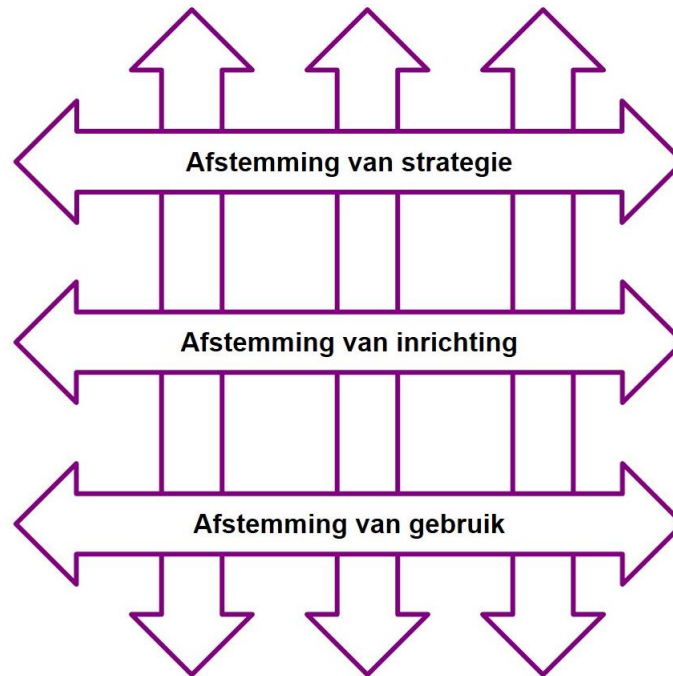 Afstemming van strategie
Afstemming van inrichting
Afstemming van gebruik